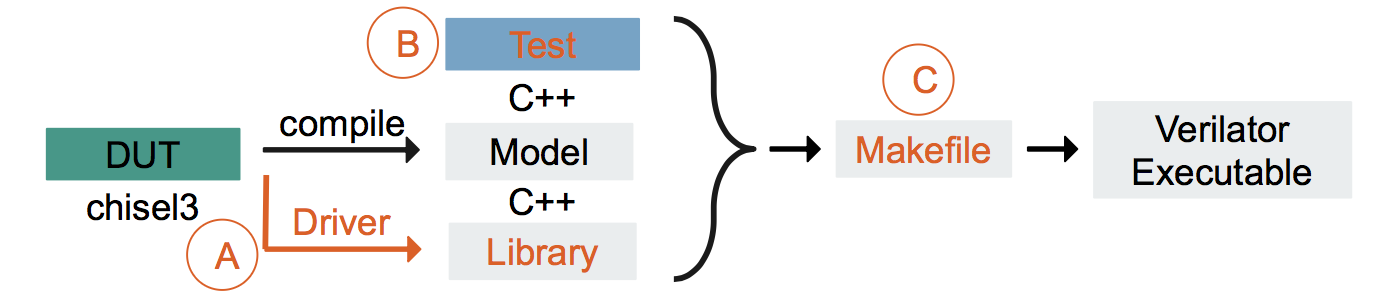 B
Test
C++
compile
Model
C++
DUT
chisel3
A
Driver
Library
C
Makefile
Verilator
Executable